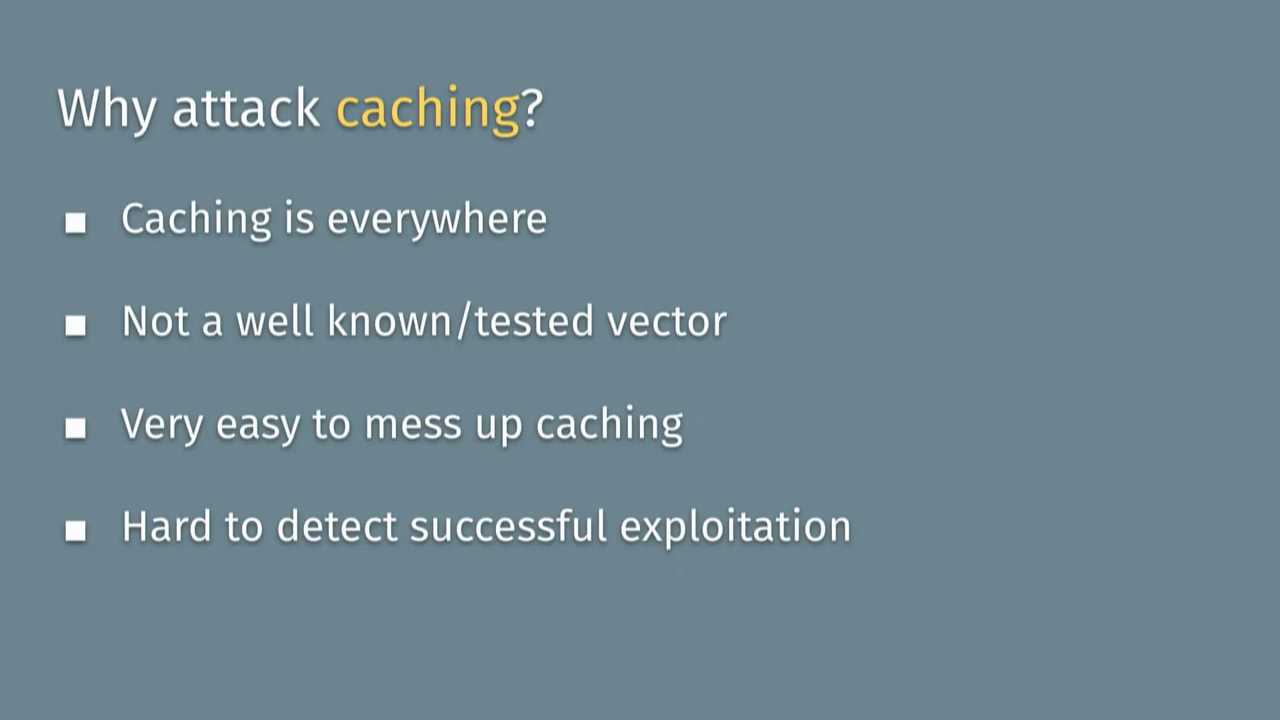 Why attack caching?
▪ Caching is everywhere
▪ Not a well known/tested vector
▪ Very easy to mess up caching
▪ Hard to detect successful exploitation